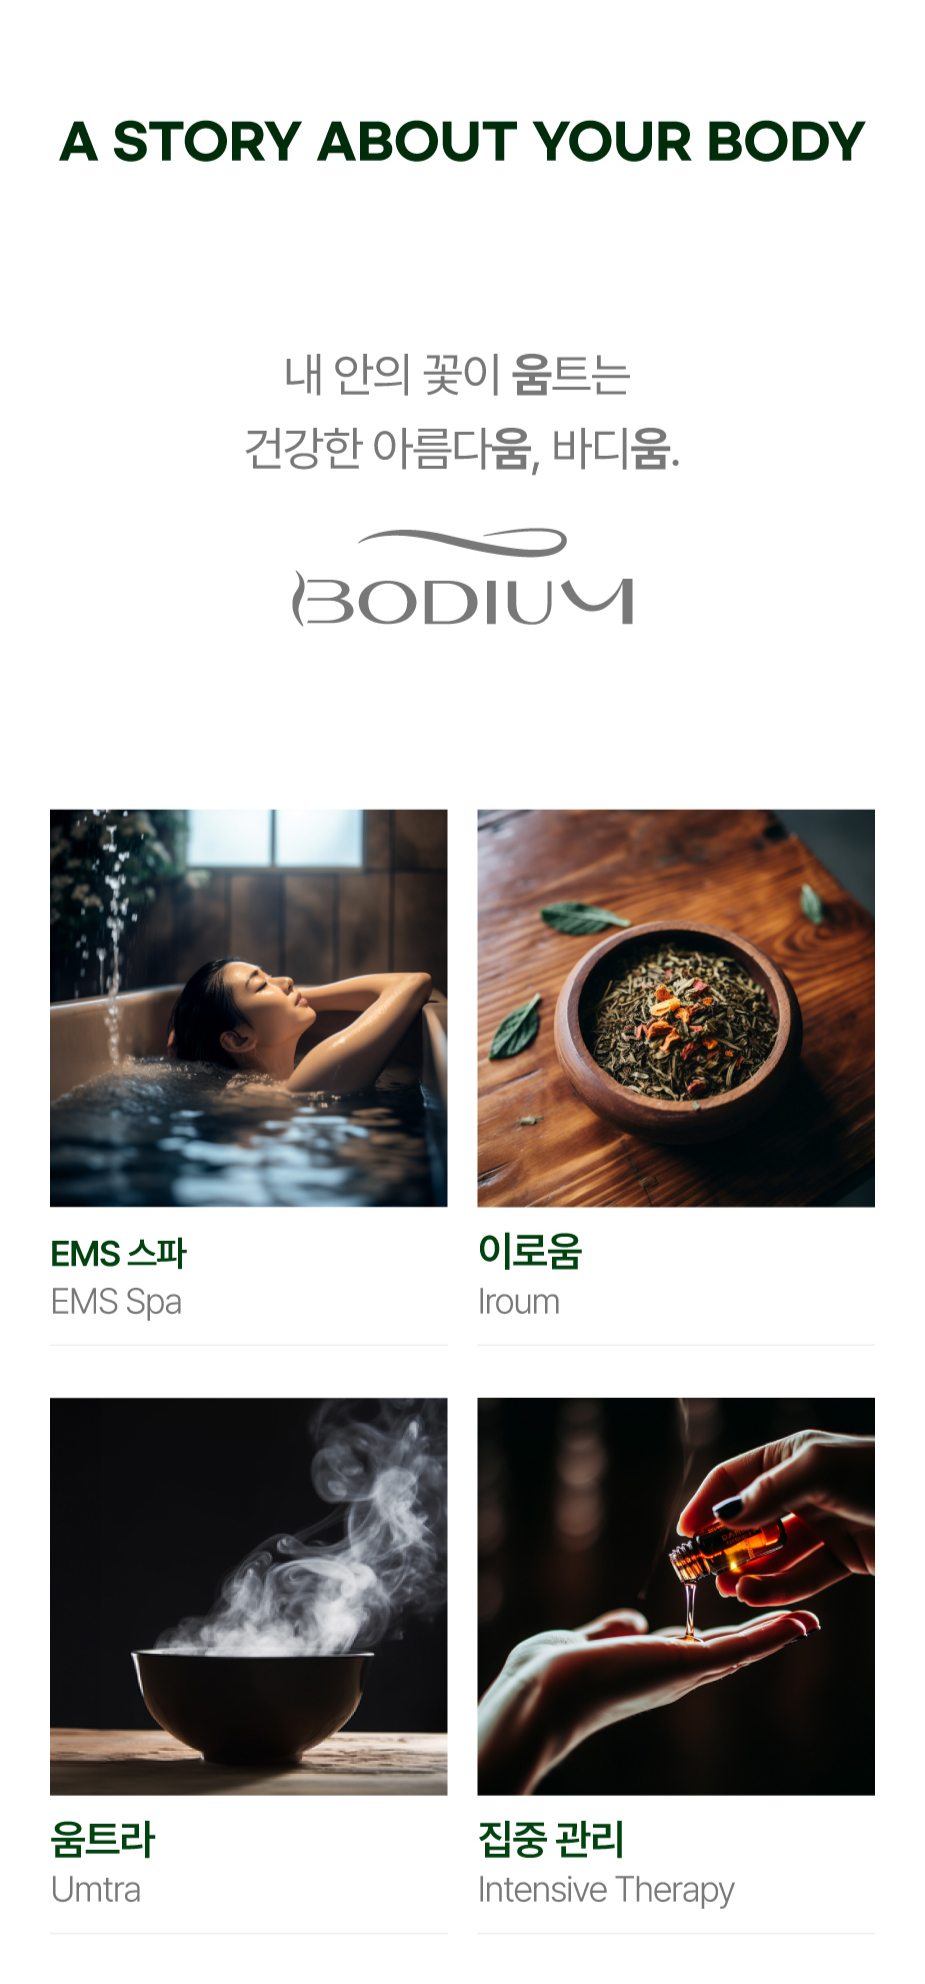 A STORY ABOUT YOUR BODY
내 안의 꽃이 움트는
건강한 아름다움, 바디움.
BODIUM
EMS 스파
EMS Spa
이로움
Iroum
움트라
Umtra
집중 관리
Intensive Therapy